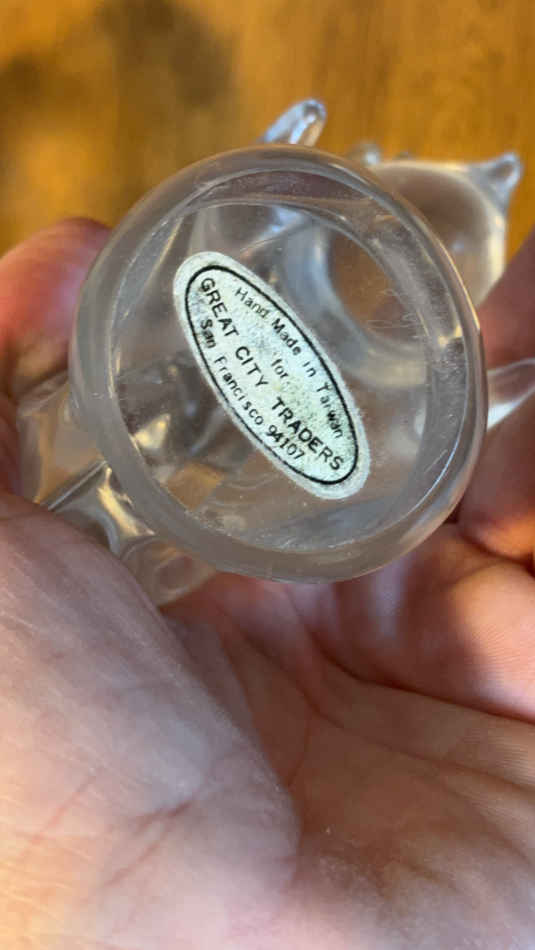 Hand Made in Taiwan
for
GREAT CITY TRADERS
San Francisco 94107